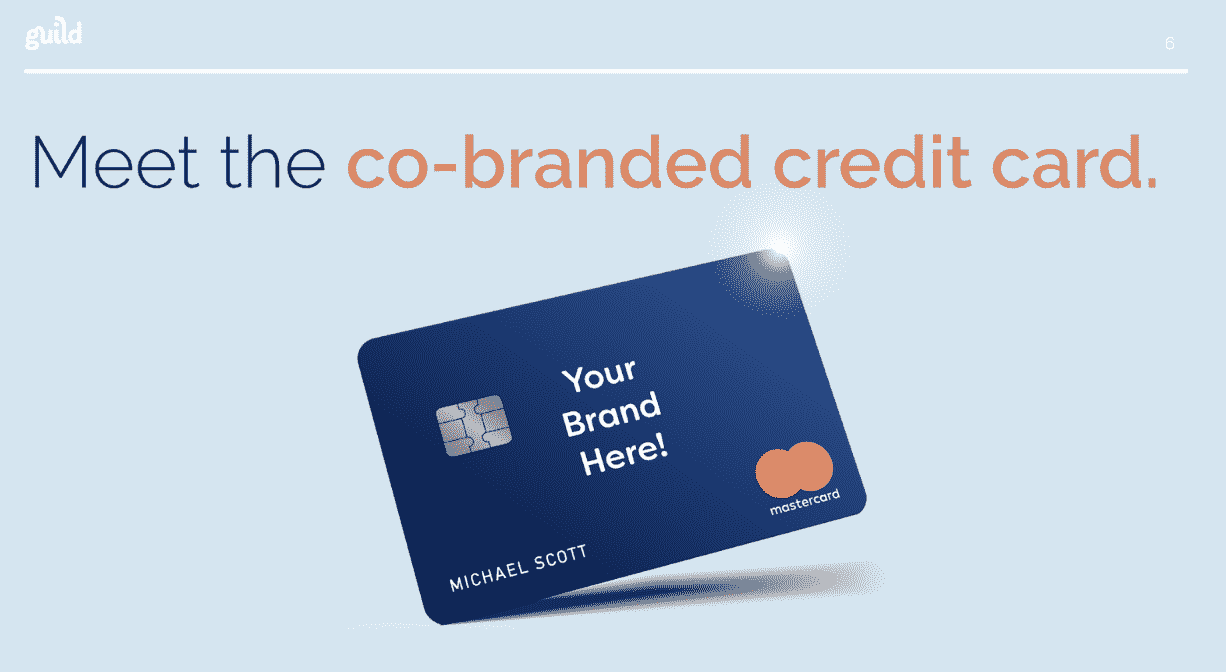 guild
6
Meet the co-branded credit card.
Your
Brand
Here!
mastercard
MICHAEL SCOTT